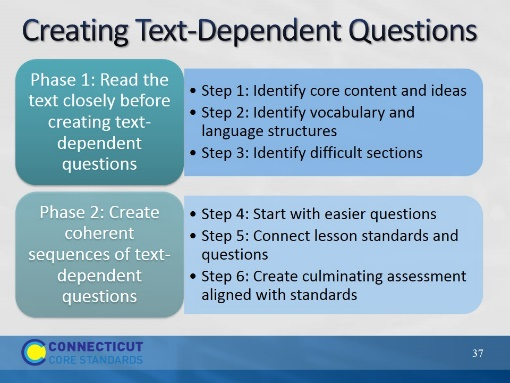 Creating Text-Dependent Questions
Phase 1: Read the
text closely before
creating text-
dependent
questions
• Step 1: Identify core content and ideas
• Step 2: Identify vocabulary and
language structures
• Step 3: Identify difficult sections
Phase 2: Create
coherent
sequences of text-
dependent
questions
• Step 4: Start with easier questions
• Step 5: Connect lesson standards and
questions
• Step 6: Create culminating assessment
aligned with standards
CONNECTICUT
CORE STANDARDS
37